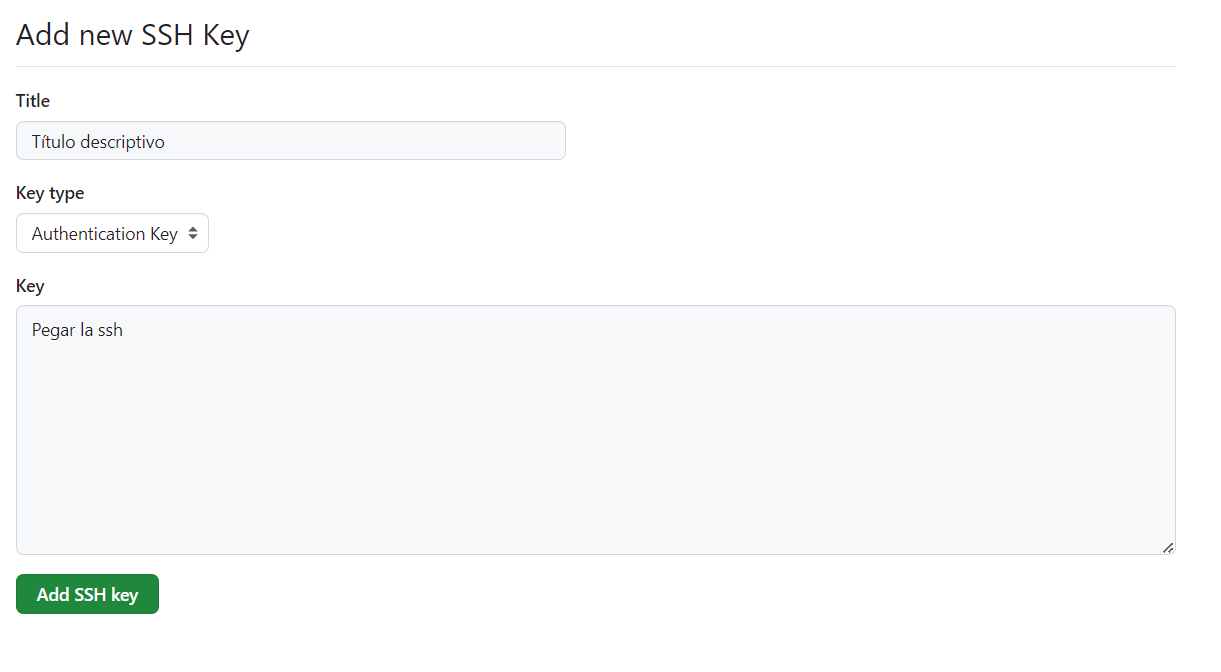 Add new SSH Key
Title
Título descriptivo
Key type
Authentication Key
Key
Pegar la ssh
Add SSH key